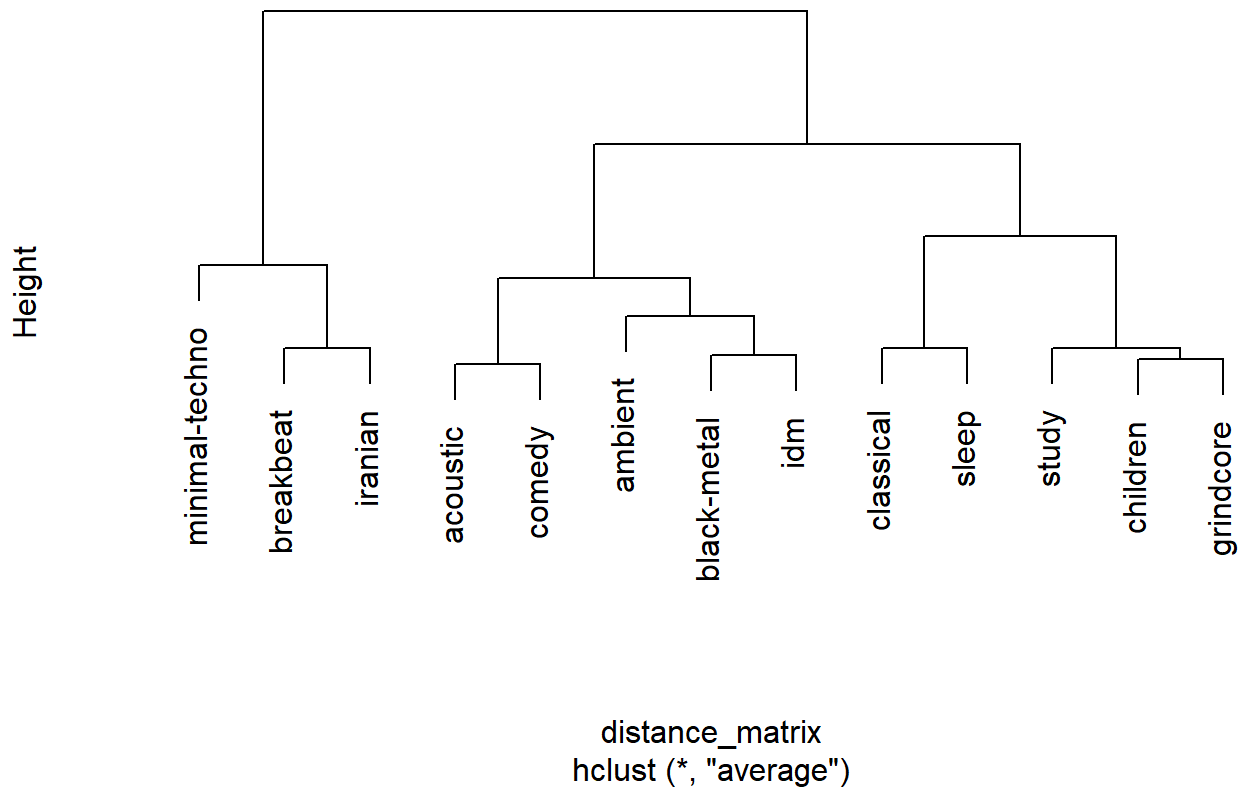 Height
minimal-techno
breakbeat
iranian
acoustic
comedy
ambient
black-metal
idm
classical
sleep
study
children
grindcore
distance_matrix
hclust (*, "average")